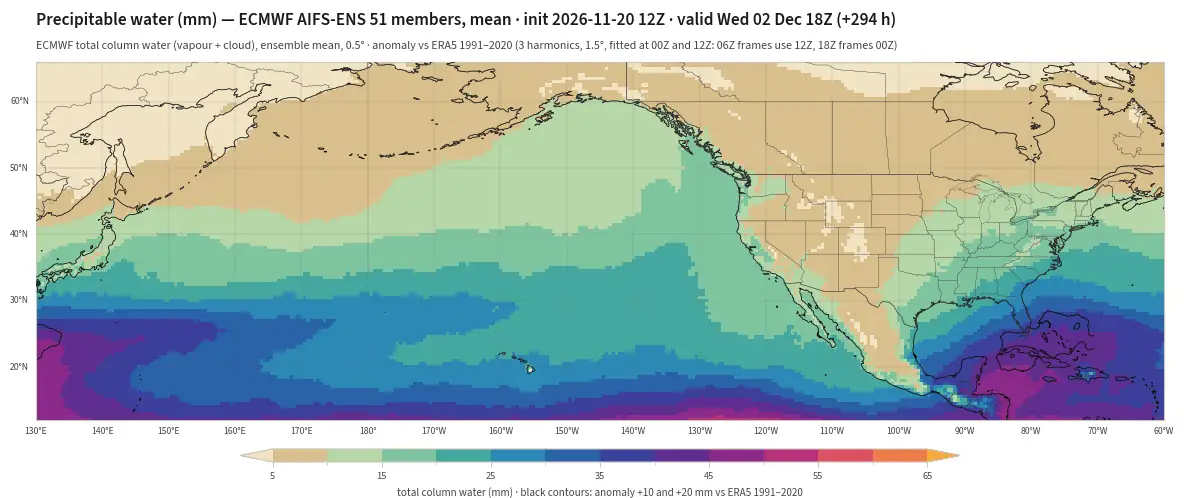 Precipitable water (mm) — ECMWF AIFS-ENS 51 members, mean · init 2026-11-20 12Z · valid Wed 02 Dec 18Z (+294 h)
ECMWF total column water (vapour + cloud), ensemble mean, 0.5° · anomaly vs ERA5 1991–2020 (3 harmonics, 1.5°, fitted at 00Z and 12Z: 06Z frames use 12Z, 18Z frames 00Z)
60°N
50°N
40°N
30°N
20°N
130°E 140°E 150°E 160°E 170°E 180° 170°W 160°W 150°W 140°W 130°W 120°W 110°W 100°W 90°W 80°W 70°W 60°W
5 15 25 35 45 55 65
total column water (mm) · black contours: anomaly +10 and +20 mm vs ERA5 1991–2020